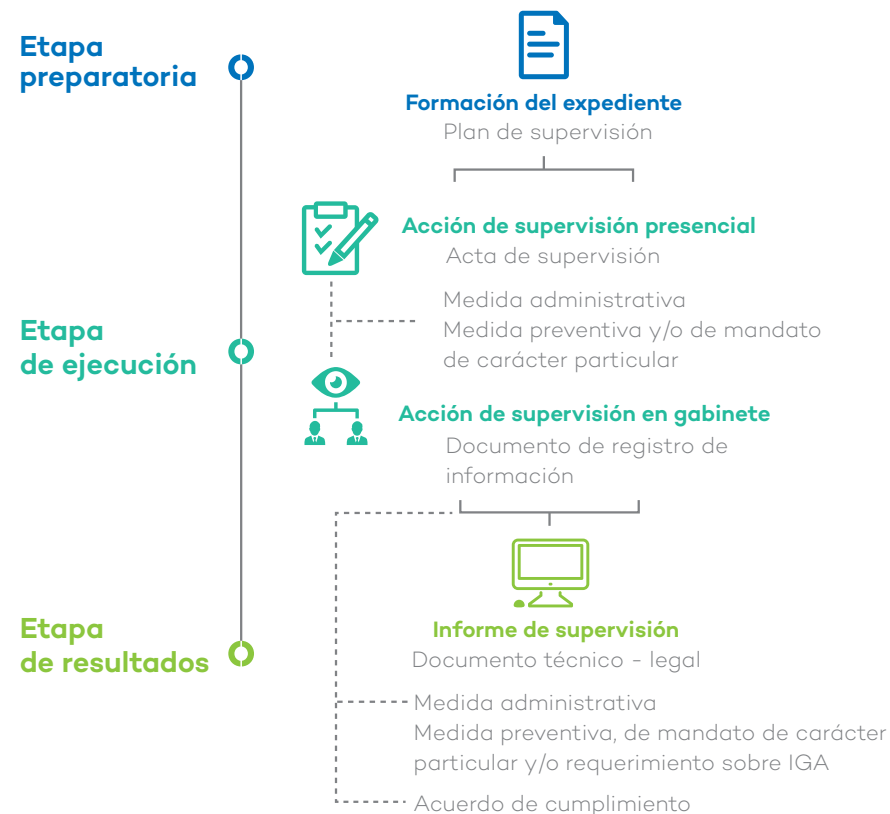 Etapa
preparatoria
Formación del expediente
Plan de supervisión
Acción de supervisión presencial
Acta de supervisión
Medida administrativa
Medida preventiva y/o de mandato
de carácter particular
Etapa
de ejecución
Acción de supervisión en gabinete
Documento de registro de
información
Etapa
de resultados
Informe de supervisión
Documento técnico - legal
Medida administrativa
Medida preventiva, de mandato de carácter
particular y/o requerimiento sobre IGA
Acuerdo de cumplimiento